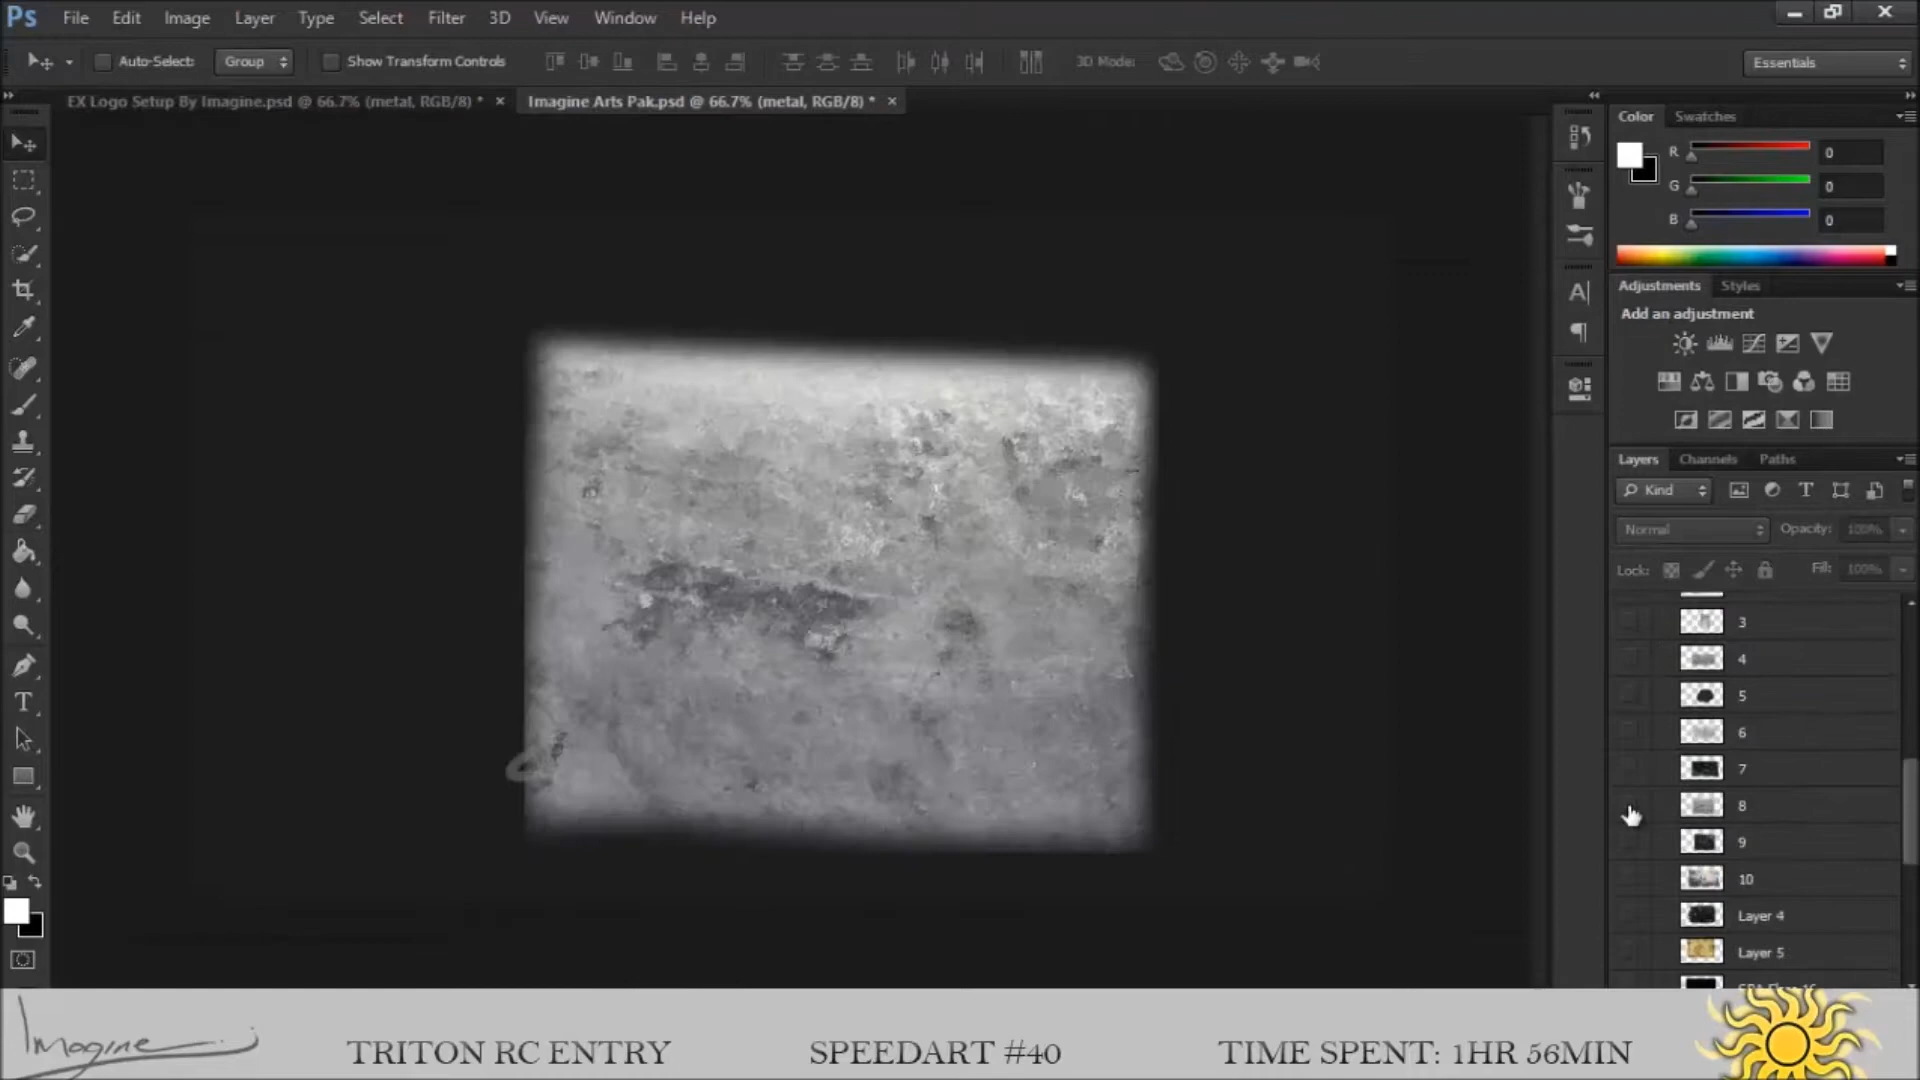 Ps File Edit Image Layer Type Select Filter 3D View Window Help
Auto-Select: Group Show Transform Controls 3D Mode: Essentials
EX Logo Setup By Imagine.psd @ 66.7% (metal, RGB/8) * × Imagine Arts Pak.psd @ 66.7% (metal, RGB/8) * ×
Color Swatches
R 0
G 0
B 0
Adjustments Styles
Add an adjustment
Layers Channels Paths
Kind
Normal Opacity: 100%
Lock: Fill: 100%
3
4
5
6
7
8
9
10
Layer 4
Layer 5
Imagine
TRITON RC ENTRY SPEEDART #40 TIME SPENT: 1HR 56MIN